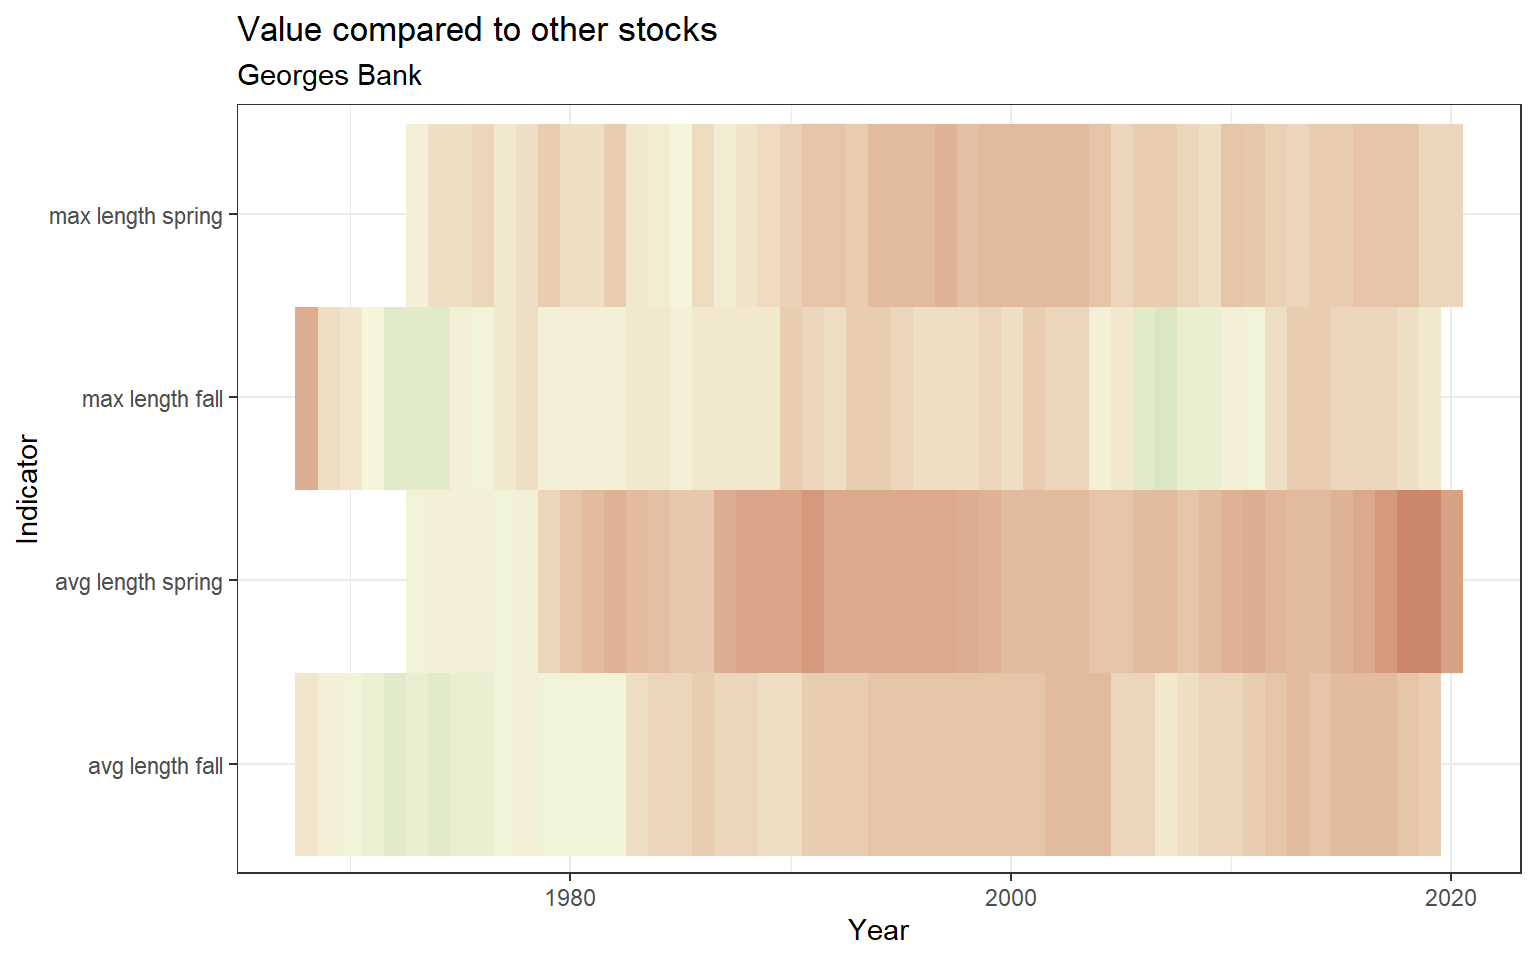 Value compared to other stocks
Georges Bank
max length spring
max length fall
avg length spring
avg length fall
Indicator
1980
2000
2020
Year